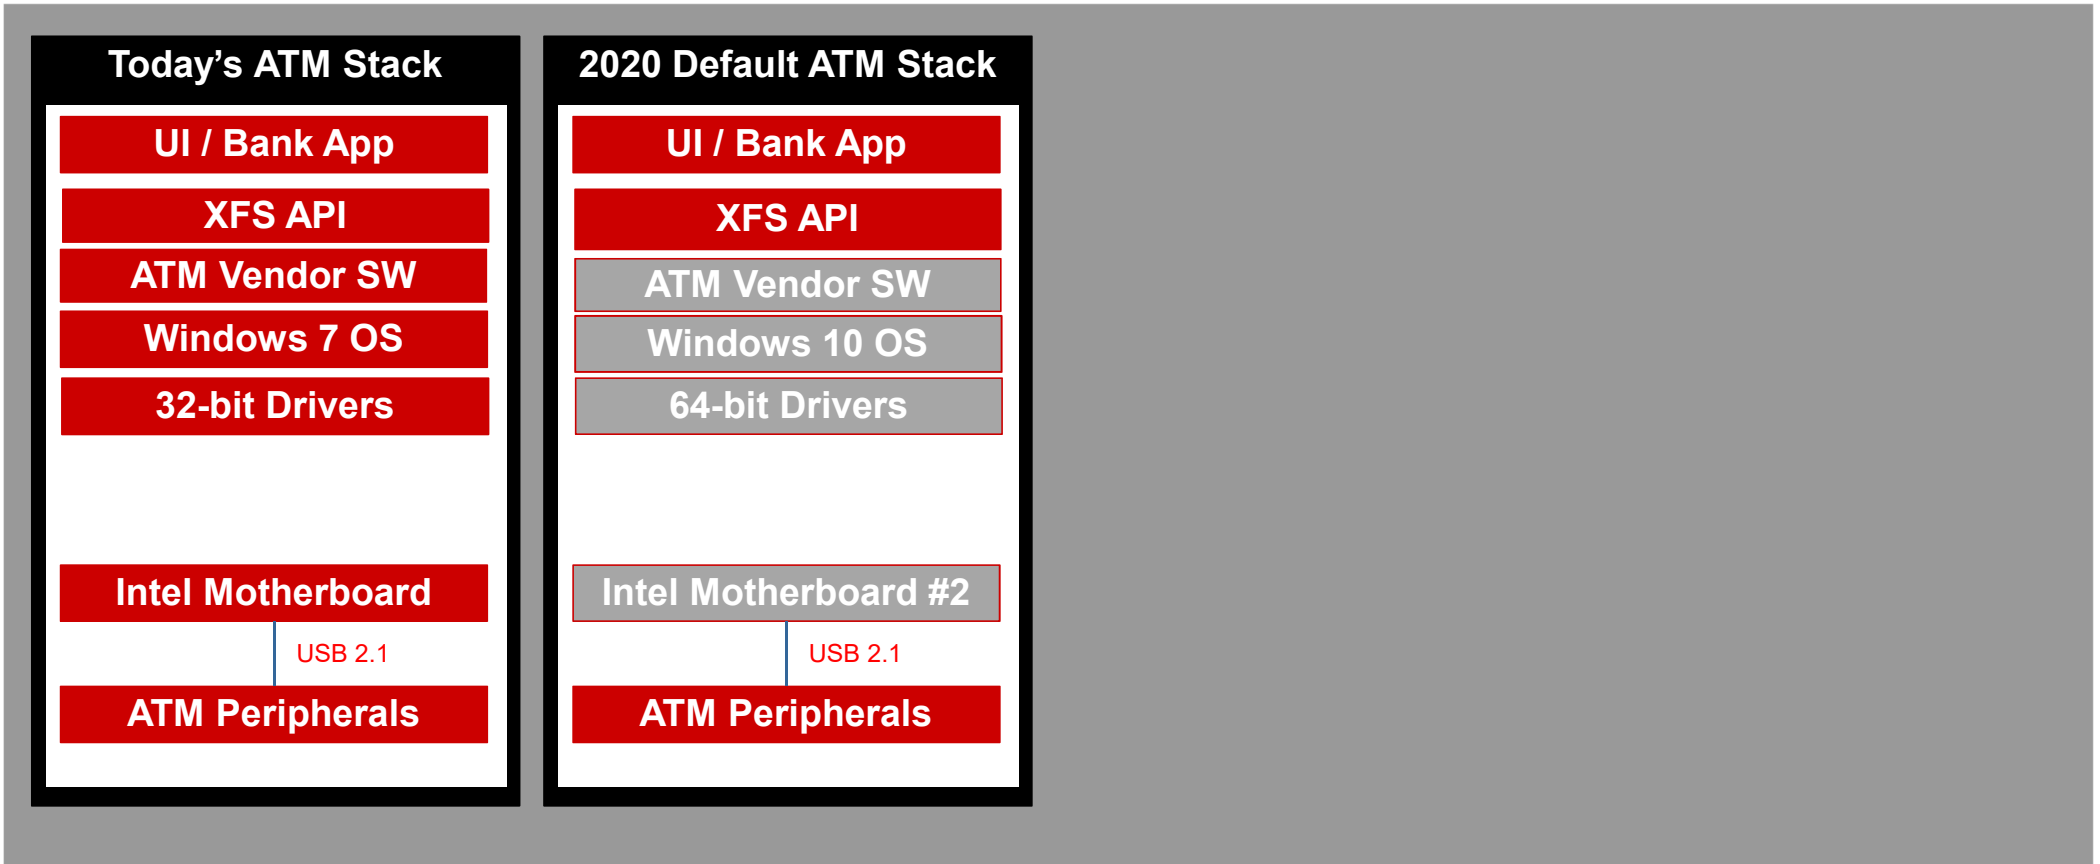 Today’s ATM Stack
UI / Bank App
XFS API
ATM Vendor SW
Windows 7 OS
32-bit Drivers
Intel Motherboard
USB 2.1
ATM Peripherals
2020 Default ATM Stack
UI / Bank App
XFS API
ATM Vendor SW
Windows 10 OS
64-bit Drivers
Intel Motherboard #2
USB 2.1
ATM Peripherals